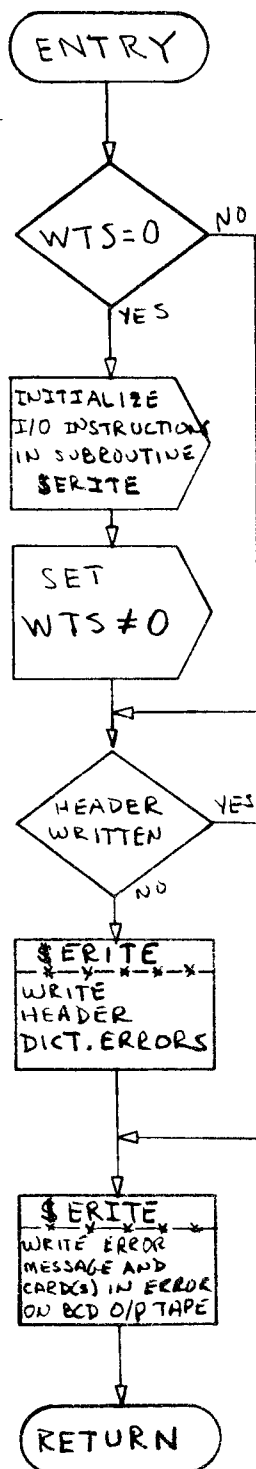 ENTRY
WTS=0
NO
YES
INITIALIZE
I/O INSTRUCTIONS
IN SUBROUTINE
$ERITE
SET
WTS ≠ 0
HEADER
WRITTEN
YES
NO
$ERITE
WRITE
HEADER
DICT. ERRORS
$ERITE
WRITE ERROR
MESSAGE AND
CARD(S) IN ERROR
ON BCD O/P TAPE
RETURN